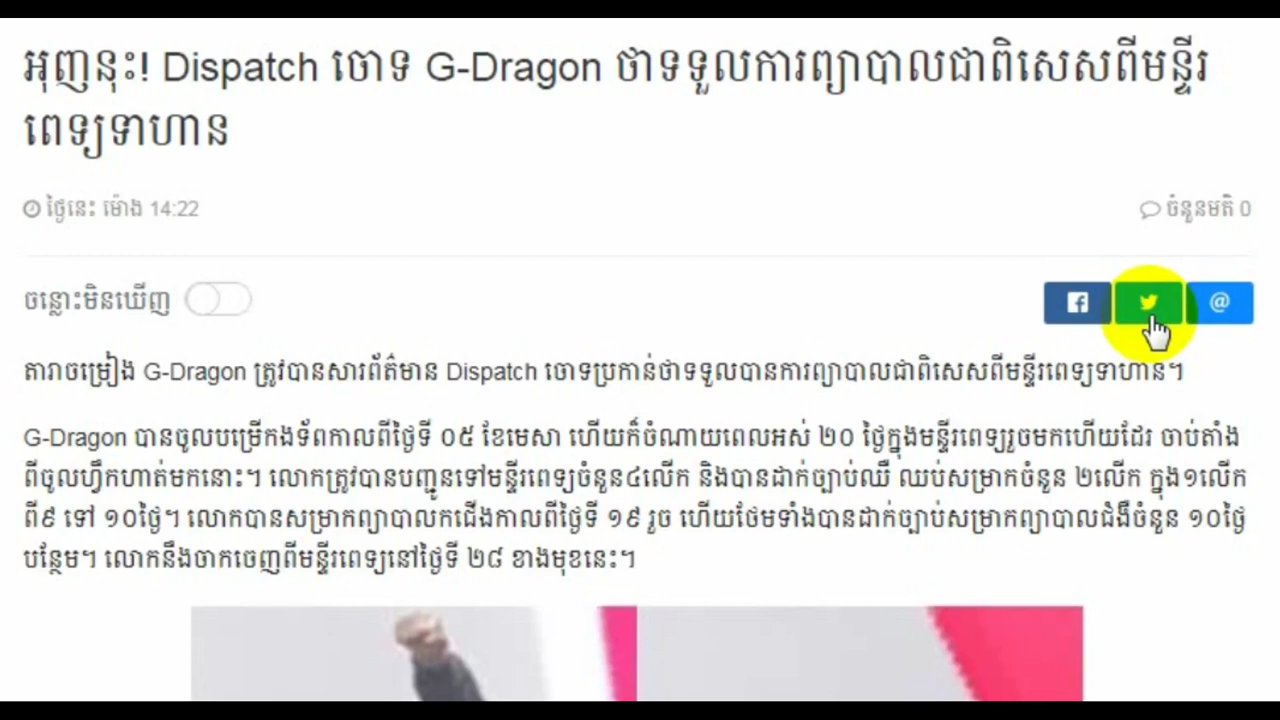 អុញនុះ! Dispatch ចោទ G-Dragon ថាទទួលការព្យាបាលជាពិសេសពីមន្ទីរ
ពេទ្យទាហាន
ថ្ងៃនេះ ម៉ោង 14:22
ចំនួនមតិ 0
ចន្លោះមិនឃើញ
@
តារាចម្រៀង G-Dragon ត្រូវបានសារព័ត៌មាន Dispatch ចោទប្រកាន់ថាទទួលបានការព្យាបាលជាពិសេសពីមន្ទីរពេទ្យទាហាន។
G-Dragon បានចូលបម្រើកងទ័ពកាលពីថ្ងៃទី ០៥ ខែមេសា ហើយក៏ចំណាយពេលអស់ ២០ ថ្ងៃក្នុងមន្ទីរពេទ្យរួចមកហើយដែរ ចាប់តាំង
ពីចូលហ្វឹកហាត់មកនោះ។ លោកត្រូវបានបញ្ជូនទៅមន្ទីរពេទ្យចំនួន៤លើក និងបានដាក់ច្បាប់ឈឺ ឈប់សម្រាកចំនួន ២លើក ក្នុង១លើក
ពី៩ ទៅ ១០ថ្ងៃ។ លោកបានសម្រាកព្យាបាលកជើងកាលពីថ្ងៃទី ១៩ រួច ហើយថែមទាំងបានដាក់ច្បាប់សម្រាកព្យាបាលជំងឺចំនួន ១០ថ្ងៃ
បន្ថែម។ លោកនឹងចាកចេញពីមន្ទីរពេទ្យនៅថ្ងៃទី ២៨ ខាងមុខនេះ។